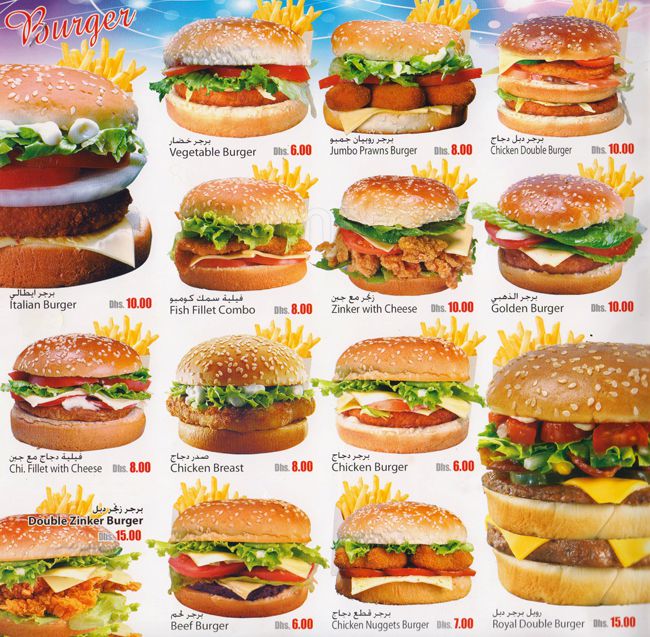 Burger
برجر خضار
Vegetable Burger Dhs. 6.00
برجر روبيان جمبو
Jumbo Prawns Burger Dhs. 8.00
برجر دبل دجاج
Chicken Double Burger Dhs. 10.00
برجر ايطالي
Italian Burger Dhs. 10.00
فيلية سمك كومبو
Fish Fillet Combo Dhs. 8.00
زنجر مع جبن
Zinker with Cheese Dhs. 10.00
برجر الذهبي
Golden Burger Dhs. 10.00
فيلية دجاج مع جبن
Chi. Fillet with Cheese Dhs. 8.00
صدر دجاج
Chicken Breast Dhs. 8.00
برجر دجاج
Chicken Burger Dhs. 6.00
برجر زنجر دبل
Double Zinker Burger
Dhs. 15.00
برجر لحم
Beef Burger Dhs. 6.00
برجر قطع دجاج
Chicken Nuggets Burger Dhs. 7.00
رويل برجر دبل
Royal Double Burger Dhs. 15.00